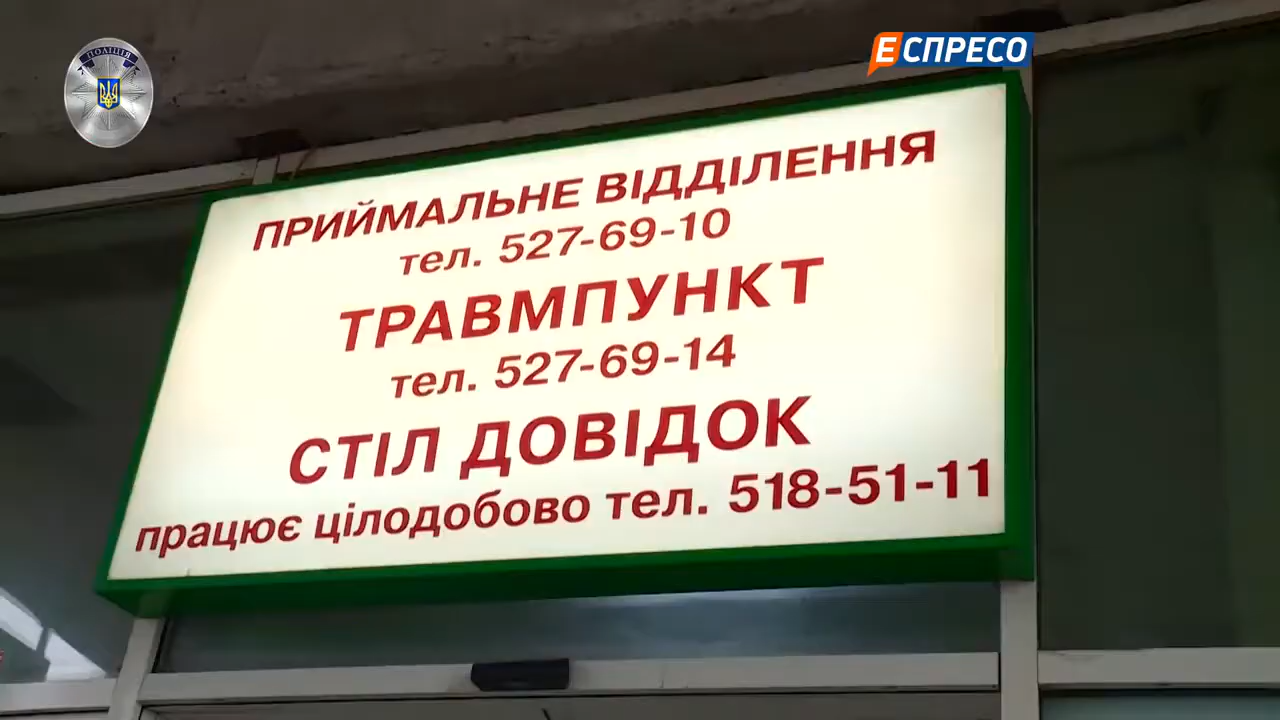 ПОЛІЦІЯ
ЕСПРЕСО
ПРИЙМАЛЬНЕ ВІДДІЛЕННЯ
тел. 527-69-10
ТРАВМПУНКТ
тел. 527-69-14
СТІЛ ДОВІДОК
працює цілодобово тел. 518-51-11